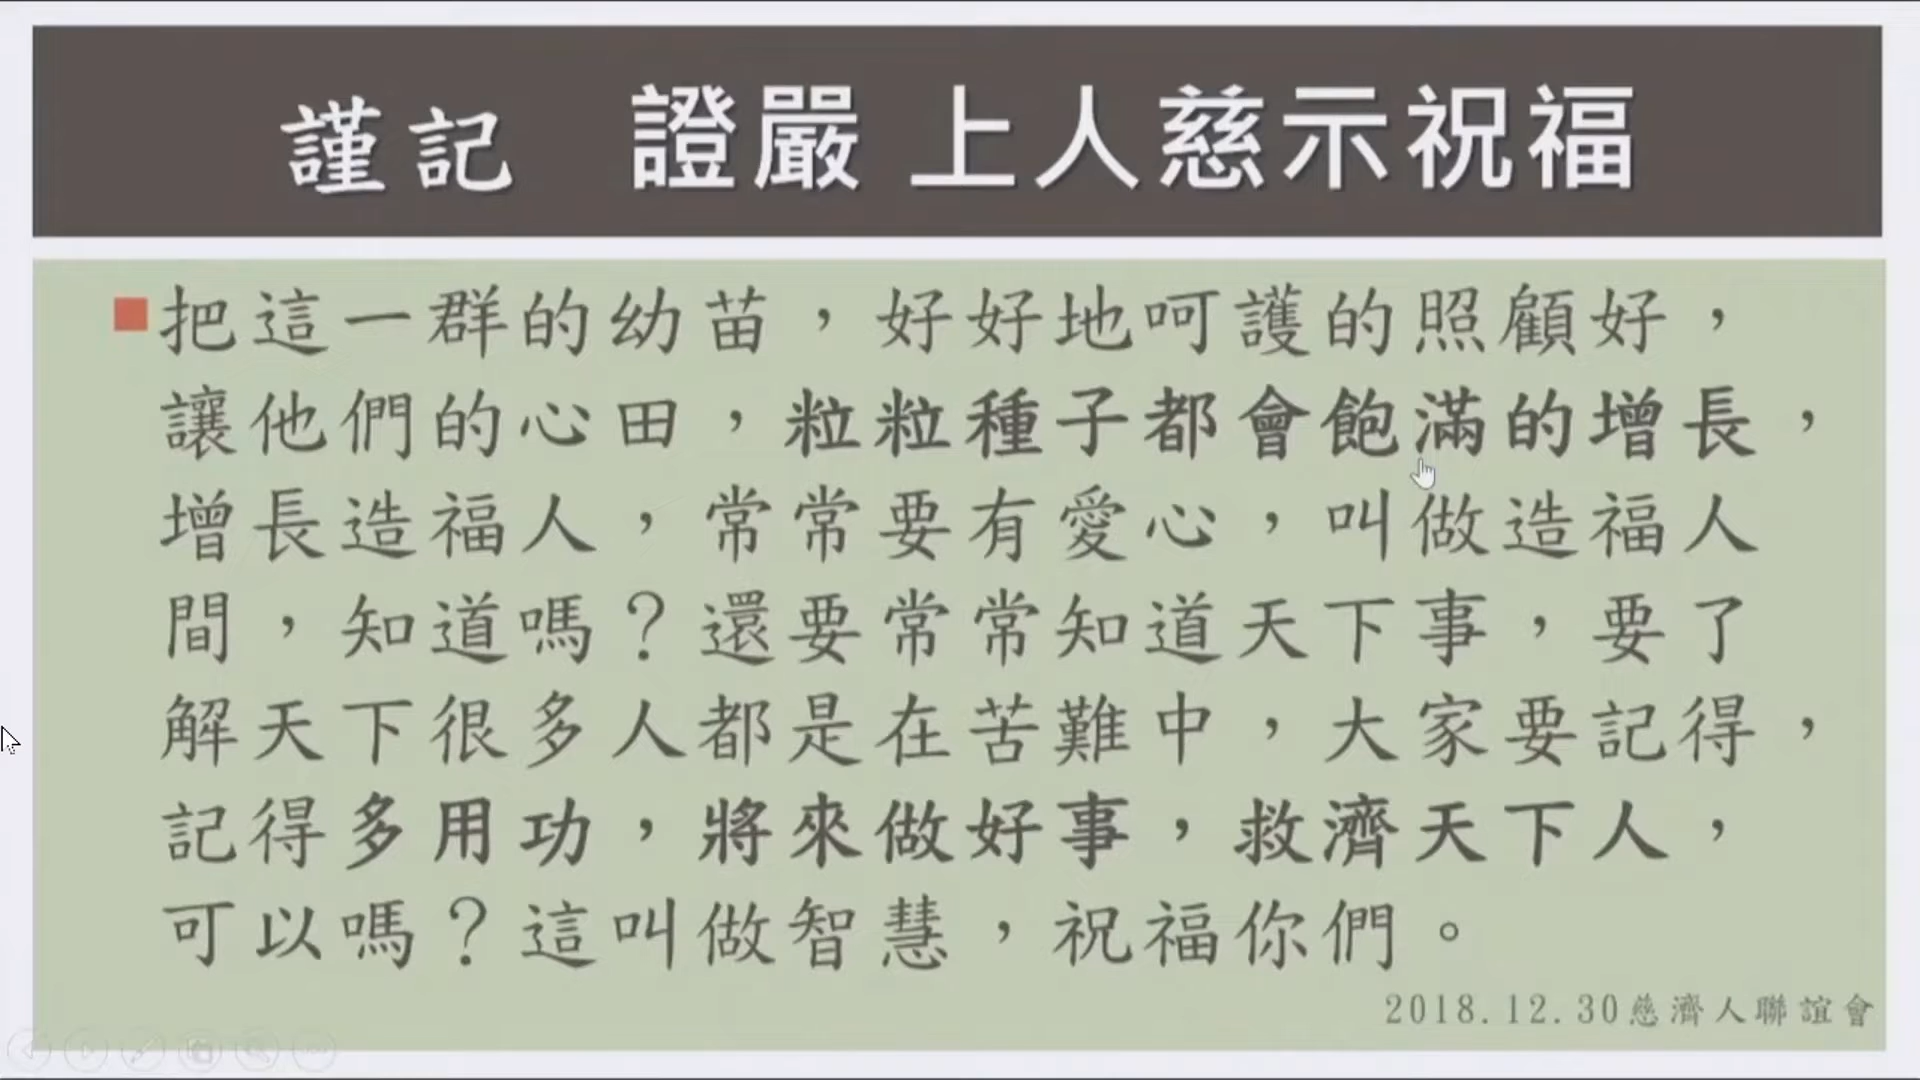 謹記 證嚴 上人慈示祝福
把這一群的幼苗，好好地呵護的照顧好，
讓他們的心田，粒粒種子都會飽滿的增長，
增長造福人，常常要有愛心，叫做造福人
間，知道嗎？還要常常知道天下事，要了
解天下很多人都是在苦難中，大家要記得，
記得多用功，將來做好事，救濟天下人，
可以嗎？這叫做智慧，祝福你們。
2018.12.30慈濟人聯誼會